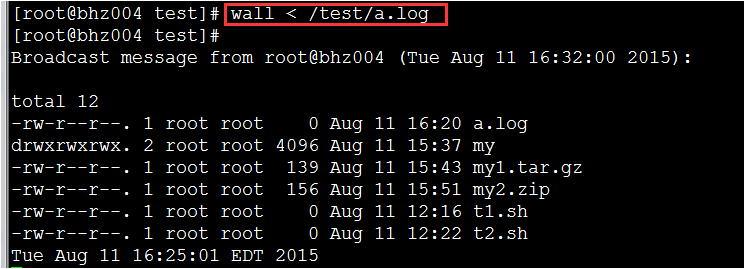 [root@bhz004 test]# wall < /test/a.log
[root@bhz004 test]#
Broadcast message from root@bhz004 (Tue Aug 11 16:32:00 2015):
total 12
-rw-r--r--. 1 root root    0 Aug 11 16:20 a.log
drwxrwxrwx. 2 root root 4096 Aug 11 15:37 my
-rw-r--r--. 1 root root  139 Aug 11 15:43 my1.tar.gz
-rw-r--r--. 1 root root  156 Aug 11 15:51 my2.zip
-rw-r--r--. 1 root root    0 Aug 11 12:16 t1.sh
-rw-r--r--. 1 root root    0 Aug 11 12:22 t2.sh
Tue Aug 11 16:25:01 EDT 2015